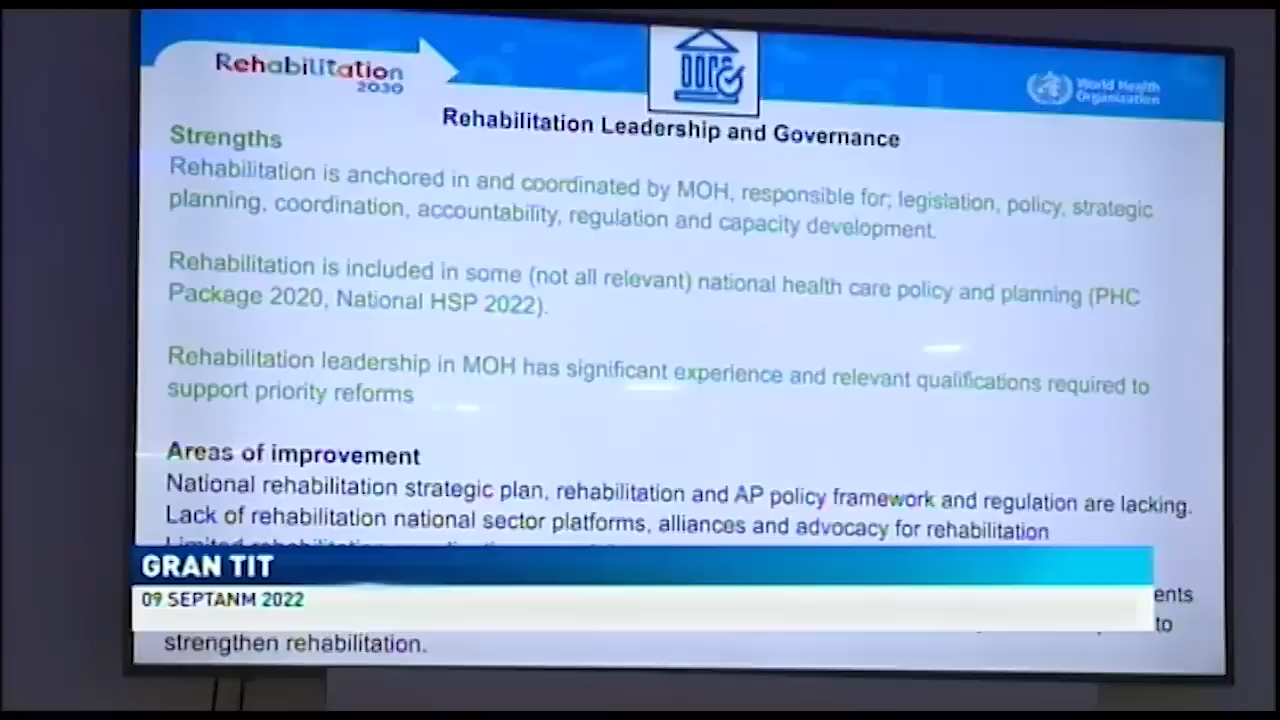 Rehabilitation
2030
World Health
Organization
Rehabilitation Leadership and Governance
Strengths
Rehabilitation is anchored in and coordinated by MOH, responsible for; legislation, policy, strategic
planning, coordination, accountability, regulation and capacity development.
Rehabilitation is included in some (not all relevant) national health care policy and planning (PHC
Package 2020, National HSP 2022).
Rehabilitation leadership in MOH has significant experience and relevant qualifications required to
support priority reforms
Areas of improvement
National rehabilitation strategic plan, rehabilitation and AP policy framework and regulation are lacking.
Lack of rehabilitation national sector platforms, alliances and advocacy for rehabilitation
Limited rehabilitation
GRAN TIT
09 SEPTANM 2022
ents
to
strengthen rehabilitation.